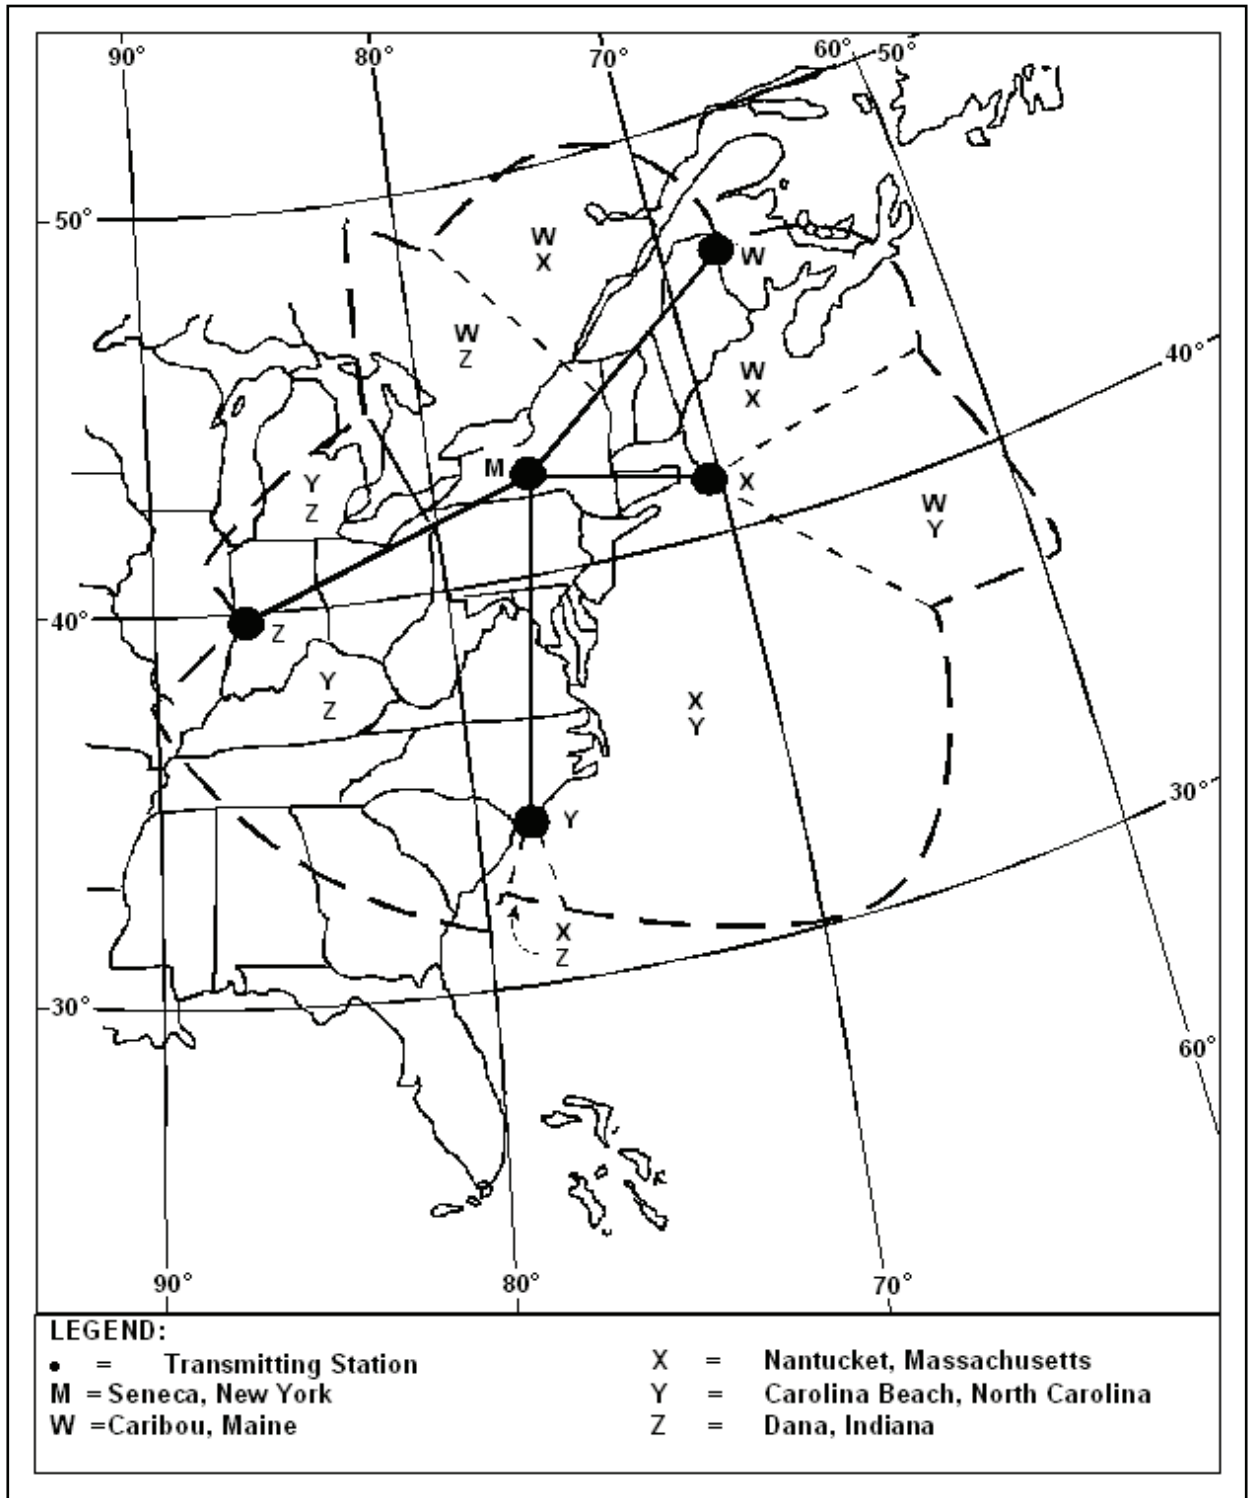 90° 80° 70° 60° 50°
50°
W
X
W
W
Z
W
X
40°
M
X
Y
Z
W
Y
40°
Z
Y
Z
X
Y
30°
Y
X
Z
30°
60°
90° 80° 70°
LEGEND:
• = Transmitting Station
M = Seneca, New York
W =Caribou, Maine
X = Nantucket, Massachusetts
Y = Carolina Beach, North Carolina
Z = Dana, Indiana